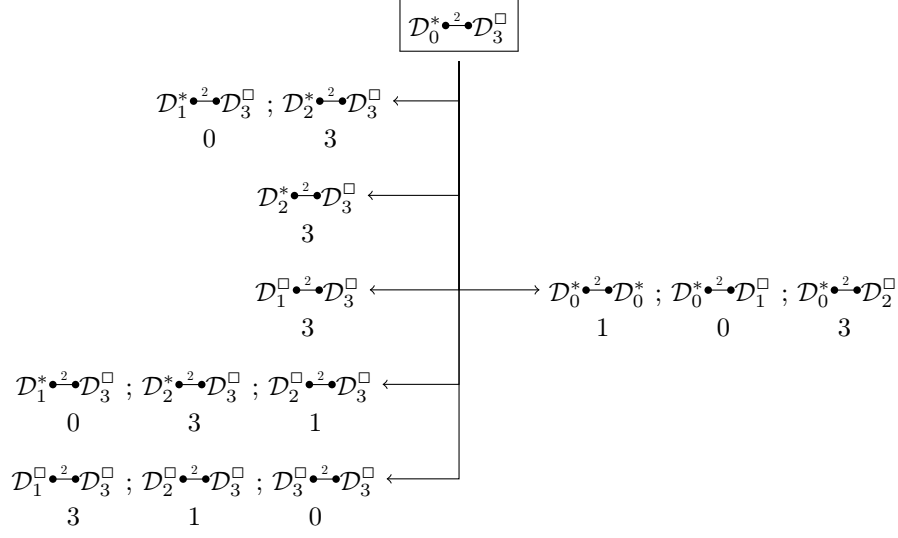 𝒟₀* •²• 𝒟₃□
𝒟₁* •²• 𝒟₃□ ; 𝒟₂* •²• 𝒟₃□
0 3
𝒟₂* •²• 𝒟₃□
3
𝒟₁□ •²• 𝒟₃□
3
𝒟₀* •²• 𝒟₀* ; 𝒟₀* •²• 𝒟₁□ ; 𝒟₀* •²• 𝒟₂□
1 0 3
𝒟₁* •²• 𝒟₃□ ; 𝒟₂* •²• 𝒟₃□ ; 𝒟₂□ •²• 𝒟₃□
0 3 1
𝒟₁□ •²• 𝒟₃□ ; 𝒟₂□ •²• 𝒟₃□ ; 𝒟₃□ •²• 𝒟₃□
3 1 0